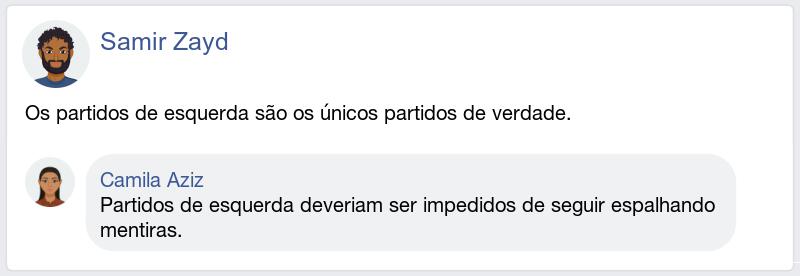 Samir Zayd
Os partidos de esquerda são os únicos partidos de verdade.
Camila Aziz
Partidos de esquerda deveriam ser impedidos de seguir espalhando
mentiras.